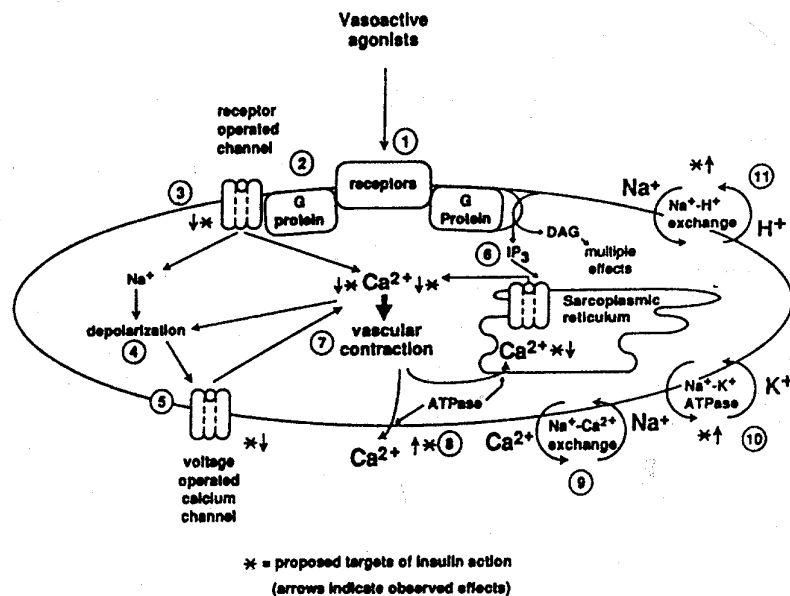 Vasoactive
agonists
receptor
operated
channel
1
2
3
receptors
G
protein
G
Protein
↓*
Na⁺
depolarization
4
↓* Ca²⁺ ↓*
7
vascular
contraction
6
IP₃
DAG
multiple
effects
Sarcoplasmic
reticulum
Ca²⁺ *↓
5
voltage
operated
calcium
channel
*↓
ATPase
Ca²⁺ ↑* 8
Ca²⁺
Na⁺-Ca²⁺
exchange
Na⁺
9
Na⁺-K⁺
ATPase
K⁺
*↑
10
*↑
11
Na⁺
Na⁺-H⁺
exchange
H⁺
* = proposed targets of insulin action
(arrows indicate observed effects)